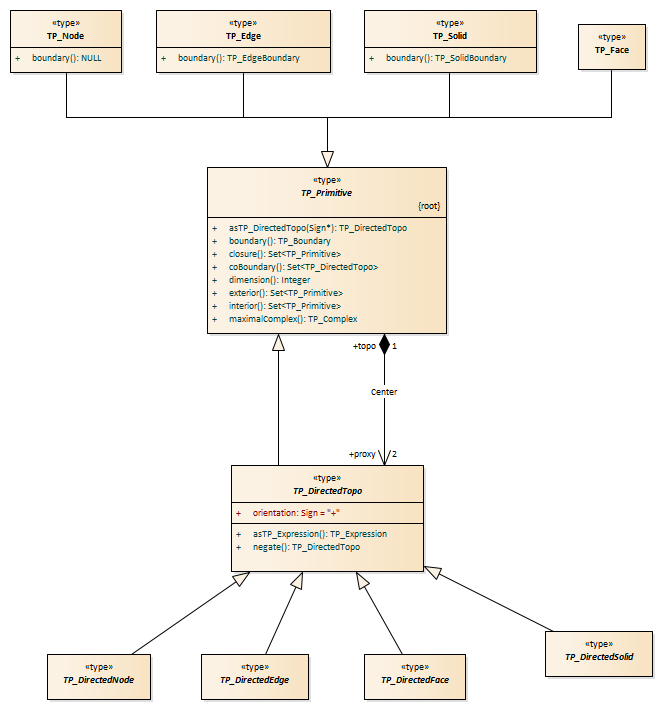 «type»
TP_Node
+ boundary(): NULL
«type»
TP_Edge
+ boundary(): TP_EdgeBoundary
«type»
TP_Solid
+ boundary(): TP_SolidBoundary
«type»
TP_Face
«type»
TP_Primitive
{root}
+ asTP_DirectedTopo(Sign*): TP_DirectedTopo
+ boundary(): TP_Boundary
+ closure(): Set<TP_Primitive>
+ coBoundary(): Set<TP_DirectedTopo>
+ dimension(): Integer
+ exterior(): Set<TP_Primitive>
+ interior(): Set<TP_Primitive>
+ maximalComplex(): TP_Complex
+topo 1
Center
+proxy 2
«type»
TP_DirectedTopo
+ orientation: Sign = "+"
+ asTP_Expression(): TP_Expression
+ negate(): TP_DirectedTopo
«type»
TP_DirectedNode
«type»
TP_DirectedEdge
«type»
TP_DirectedFace
«type»
TP_DirectedSolid